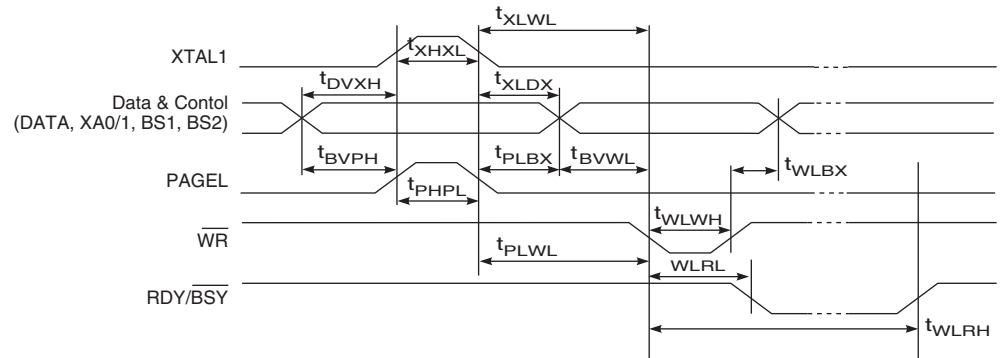 tXLWL
XTAL1
tXHXL
tDVXH
tXLDX
Data & Contol
(DATA, XA0/1, BS1, BS2)
tBVPH
tPLBX
tBVWL
tWLBX
PAGEL
tPHPL
tWLWH
WR
tPLWL
WLRL
RDY/BSY
tWLRH